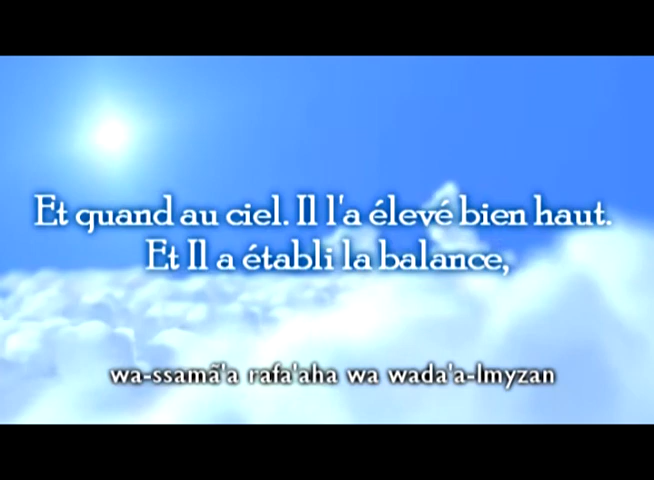 Et quand au ciel. Il l'a élevé bien haut.
Et Il a établi la balance,
wa-ssamã'a rafa'aha wa wada'a-lmyzan